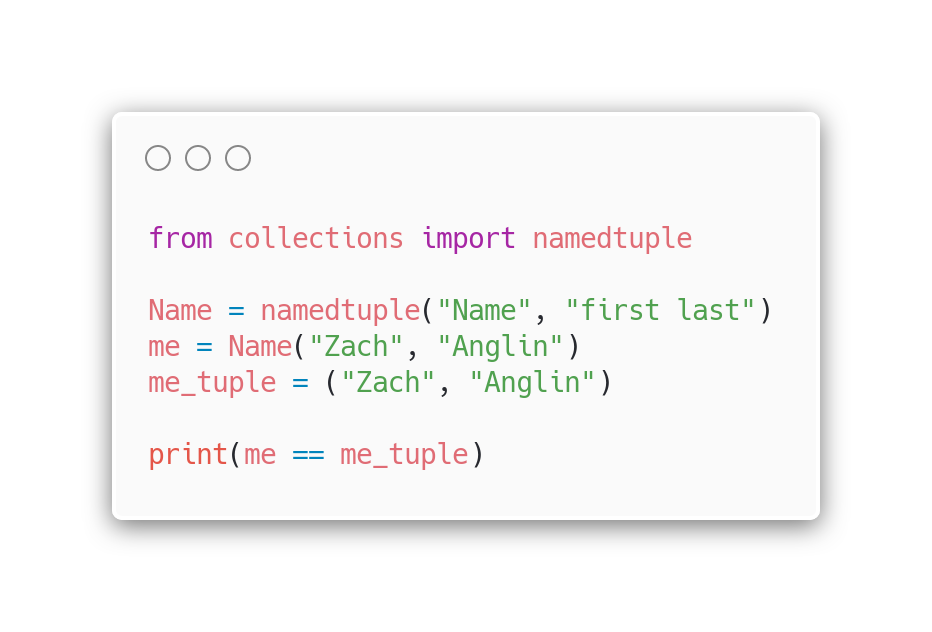 from collections import namedtuple
Name = namedtuple("Name", "first last")
me = Name("Zach", "Anglin")
me_tuple = ("Zach", "Anglin")
print(me == me_tuple)